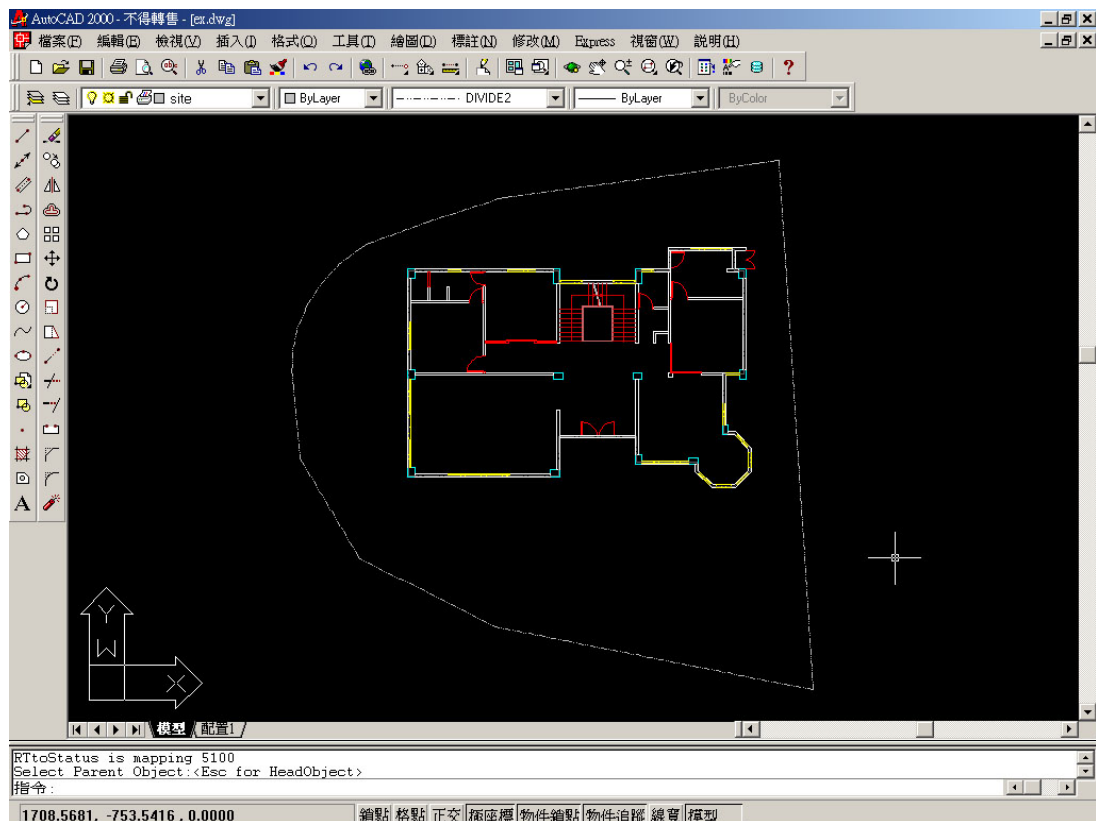 AutoCAD 2000 - 不得轉售 - [ex.dwg]
檔案(F) 編輯(E) 檢視(V) 插入(I) 格式(O) 工具(T) 繪圖(D) 標註(N) 修改(M) Express 視窗(W) 說明(H)
site ByLayer DIVIDE2 ByLayer ByColor
A
Y
W
X
模型 配置1
RTtoStatus is mapping 5100
Select Parent Object:<Esc for HeadObject>
指令:
1708.5681, -753.5416 , 0.0000 鎖點 格點 正交 極座標 物件鎖點 物件追蹤 線寬 模型